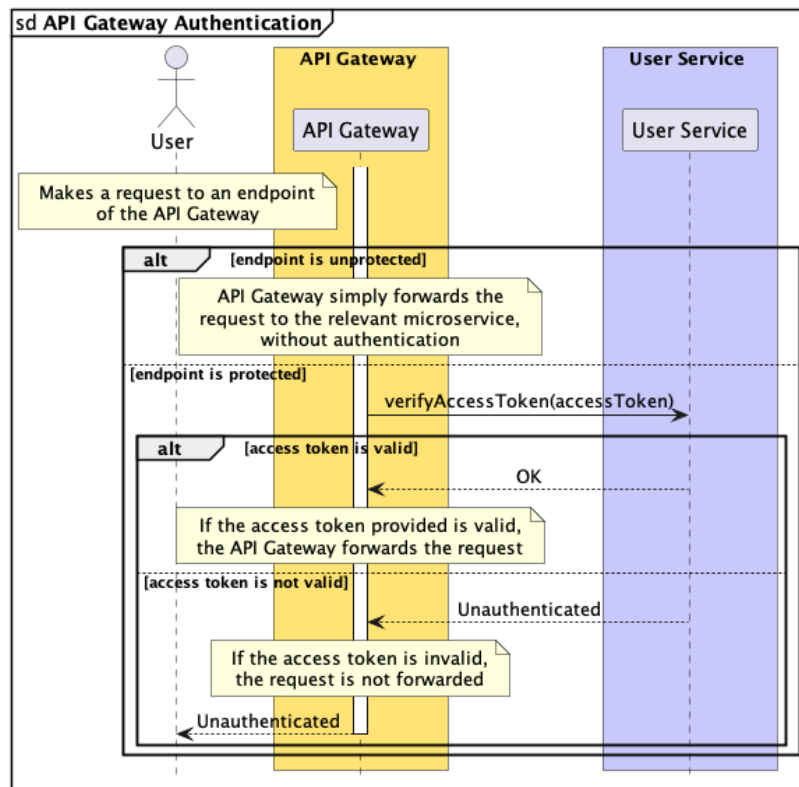 sd API Gateway Authentication
API Gateway
User Service
User
API Gateway
User Service
Makes a request to an endpoint
of the API Gateway
alt
[endpoint is unprotected]
API Gateway simply forwards the
request to the relevant microservice,
without authentication
[endpoint is protected]
verifyAccessToken(accessToken)
alt
[access token is valid]
OK
If the access token provided is valid,
the API Gateway forwards the request
[access token is not valid]
Unauthenticated
If the access token is invalid,
the request is not forwarded
Unauthenticated